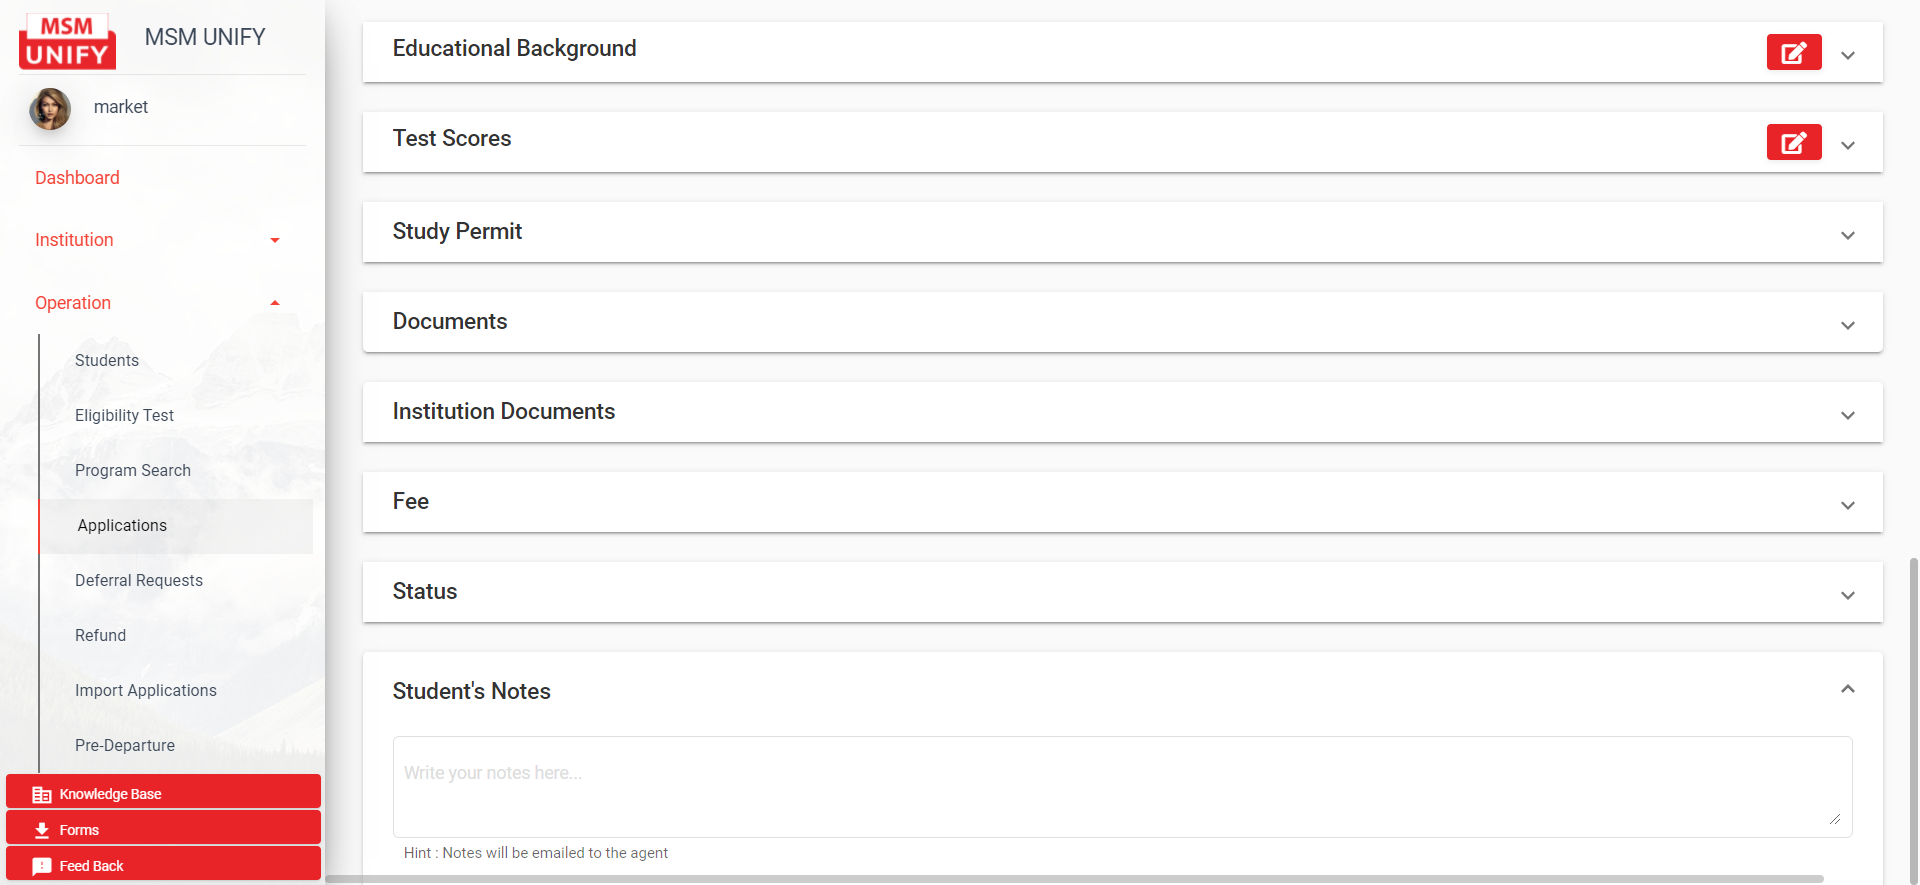 MSM
UNIFY
MSM UNIFY
market
Dashboard
Institution
Operation
Students
Eligibility Test
Program Search
Applications
Deferral Requests
Refund
Import Applications
Pre-Departure
Knowledge Base
Forms
Feed Back
Educational Background
Test Scores
Study Permit
Documents
Institution Documents
Fee
Status
Student's Notes
Write your notes here...
Hint : Notes will be emailed to the agent